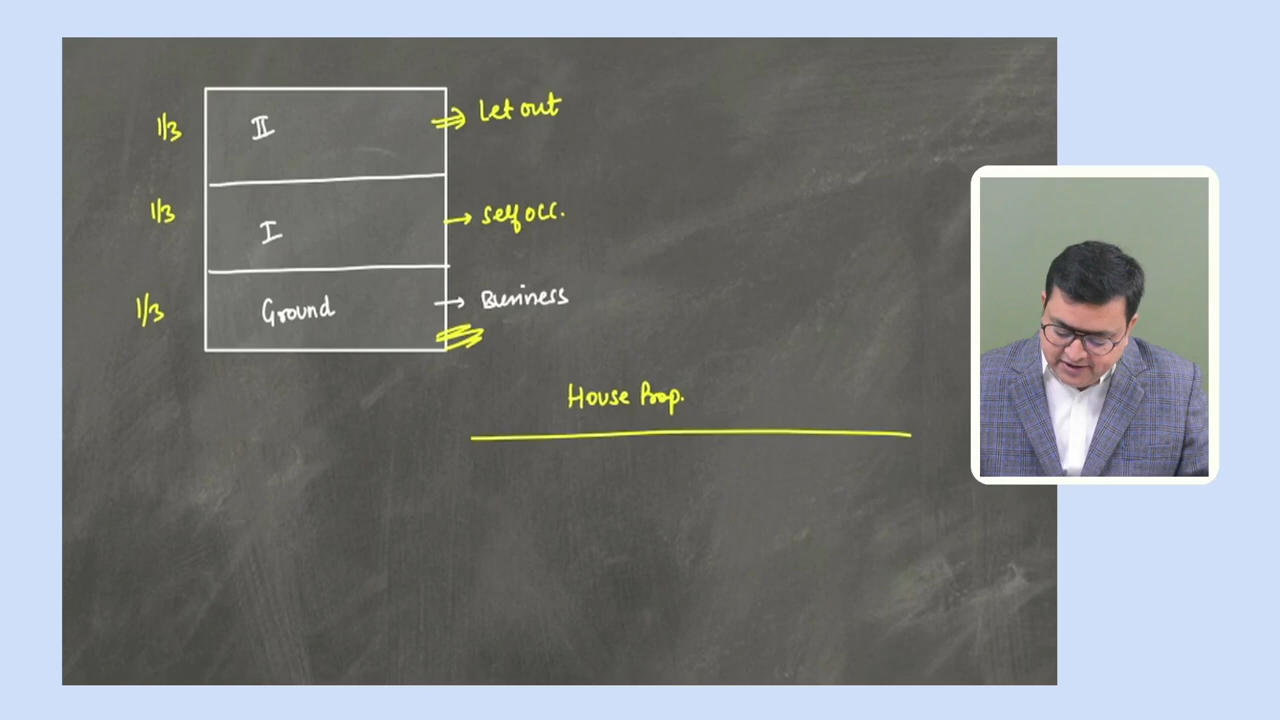 1/3 II ⇒ Let out
1/3 I → Self occ.
1/3 Ground → Business
House Prop.